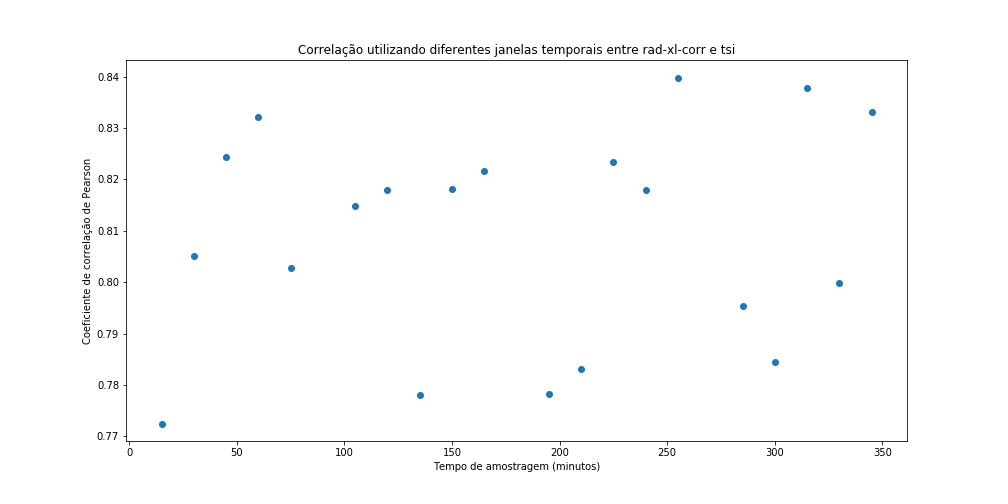 Correlação utilizando diferentes janelas temporais entre rad-xl-corr e tsi
0.84
0.83
0.82
0.81
0.80
0.79
0.78
0.77
Coeficiente de correlação de Pearson
0 50 100 150 200 250 300 350
Tempo de amostragem (minutos)